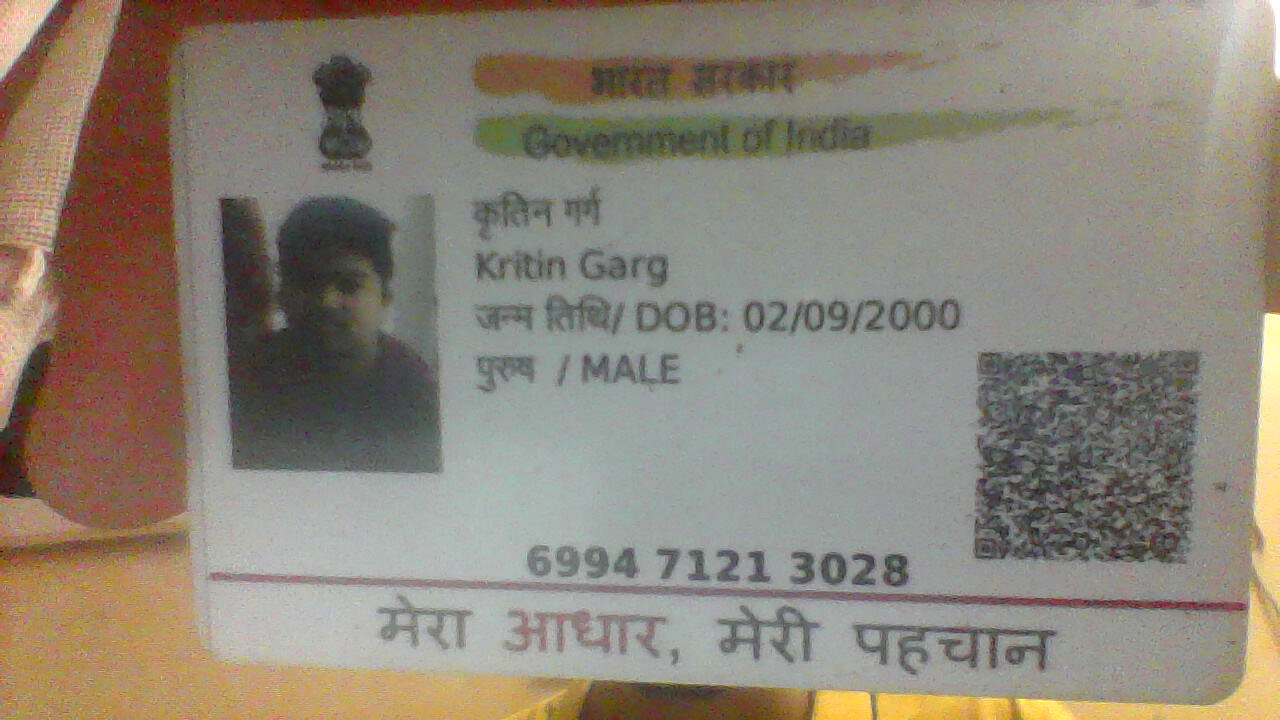 भारत सरकार
Government of India
कृतिन गर्ग
Kritin Garg
जन्म तिथि/ DOB: 02/09/2000
पुरुष / MALE
6994 7121 3028
मेरा आधार, मेरी पहचान